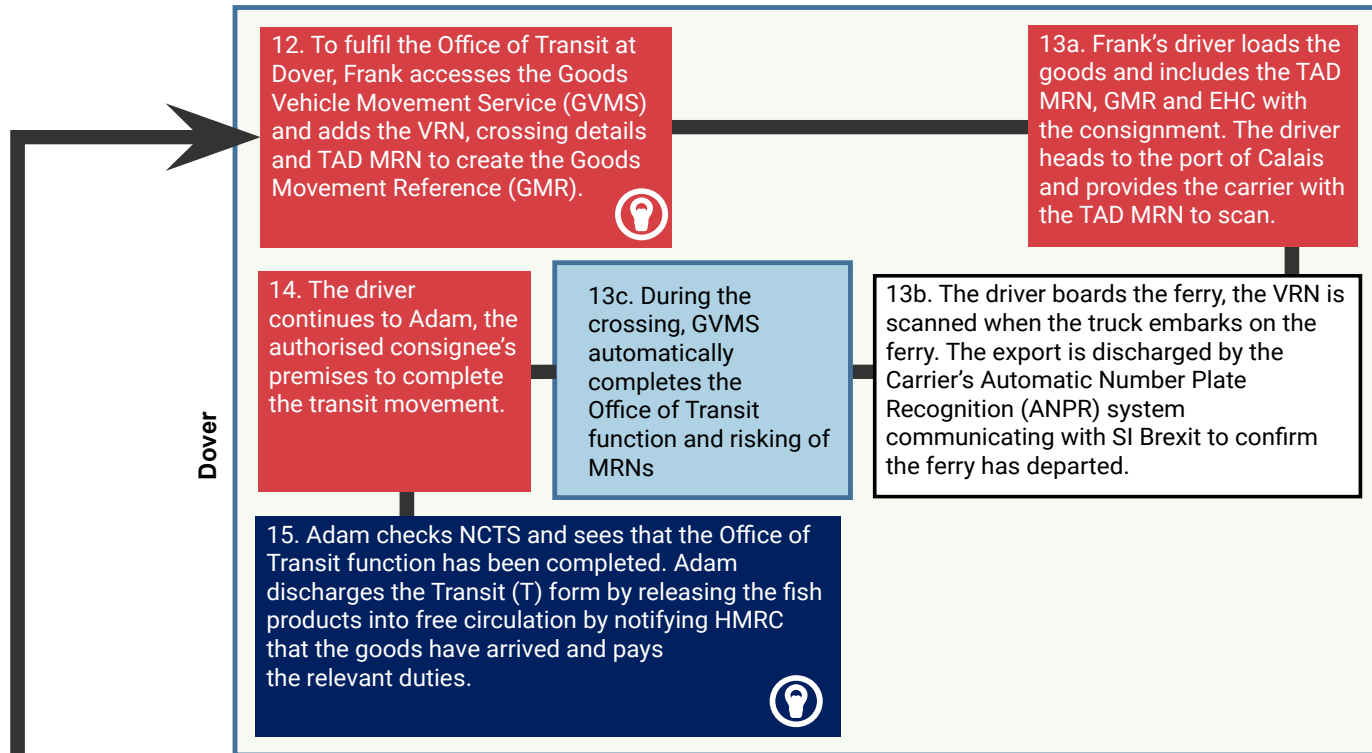 12. To fulfil the Office of Transit at
Dover, Frank accesses the Goods
Vehicle Movement Service (GVMS)
and adds the VRN, crossing details
and TAD MRN to create the Goods
Movement Reference (GMR).
13a. Frank’s driver loads the
goods and includes the TAD
MRN, GMR and EHC with
the consignment. The driver
heads to the port of Calais
and provides the carrier with
the TAD MRN to scan.
13b. The driver boards the ferry, the VRN is
scanned when the truck embarks on the
ferry. The export is discharged by the
Carrier’s Automatic Number Plate
Recognition (ANPR) system
communicating with SI Brexit to confirm
the ferry has departed.
13c. During the
crossing, GVMS
automatically
completes the
Office of Transit
function and risking of
MRNs
14. The driver
continues to Adam, the
authorised consignee’s
premises to complete
the transit movement.
15. Adam checks NCTS and sees that the Office of
Transit function has been completed. Adam
discharges the Transit (T) form by releasing the fish
products into free circulation by notifying HMRC
that the goods have arrived and pays
the relevant duties.
Dover